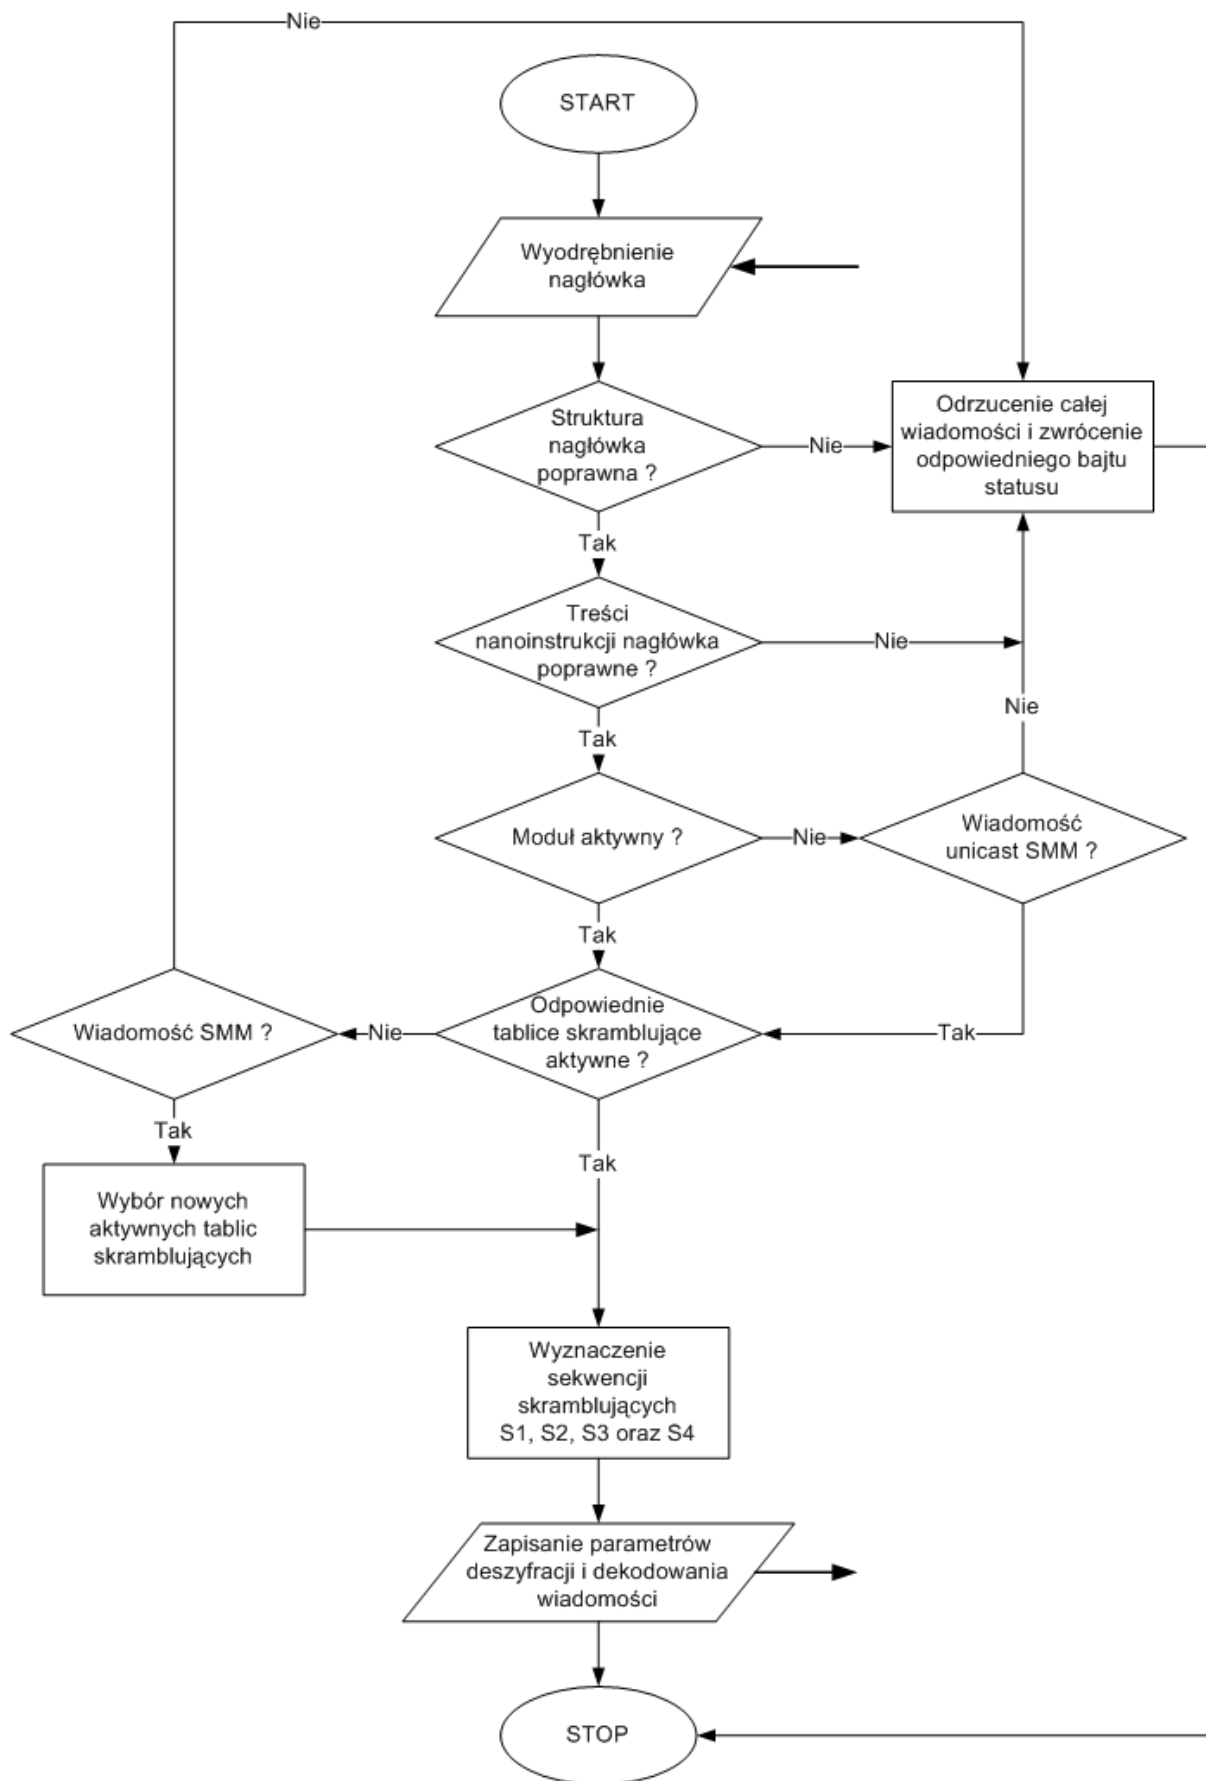 Nie
START
Wyodrębnienie
nagłówka
Struktura
nagłówka
poprawna ?
Nie
Odrzucenie całej
wiadomości i zwrócenie
odpowiedniego bajtu
statusu
Tak
Treści
nanoinstrukcji nagłówka
poprawne ?
Nie
Nie
Tak
Moduł aktywny ?
Nie
Wiadomość
unicast SMM ?
Tak
Wiadomość SMM ?
Nie
Odpowiednie
tablice skramblujące
aktywne ?
Tak
Tak
Tak
Wybór nowych
aktywnych tablic
skramblujących
Wyznaczenie
sekwencji
skramblujących
S1, S2, S3 oraz S4
Zapisanie parametrów
deszyfracji i dekodowania
wiadomości
STOP